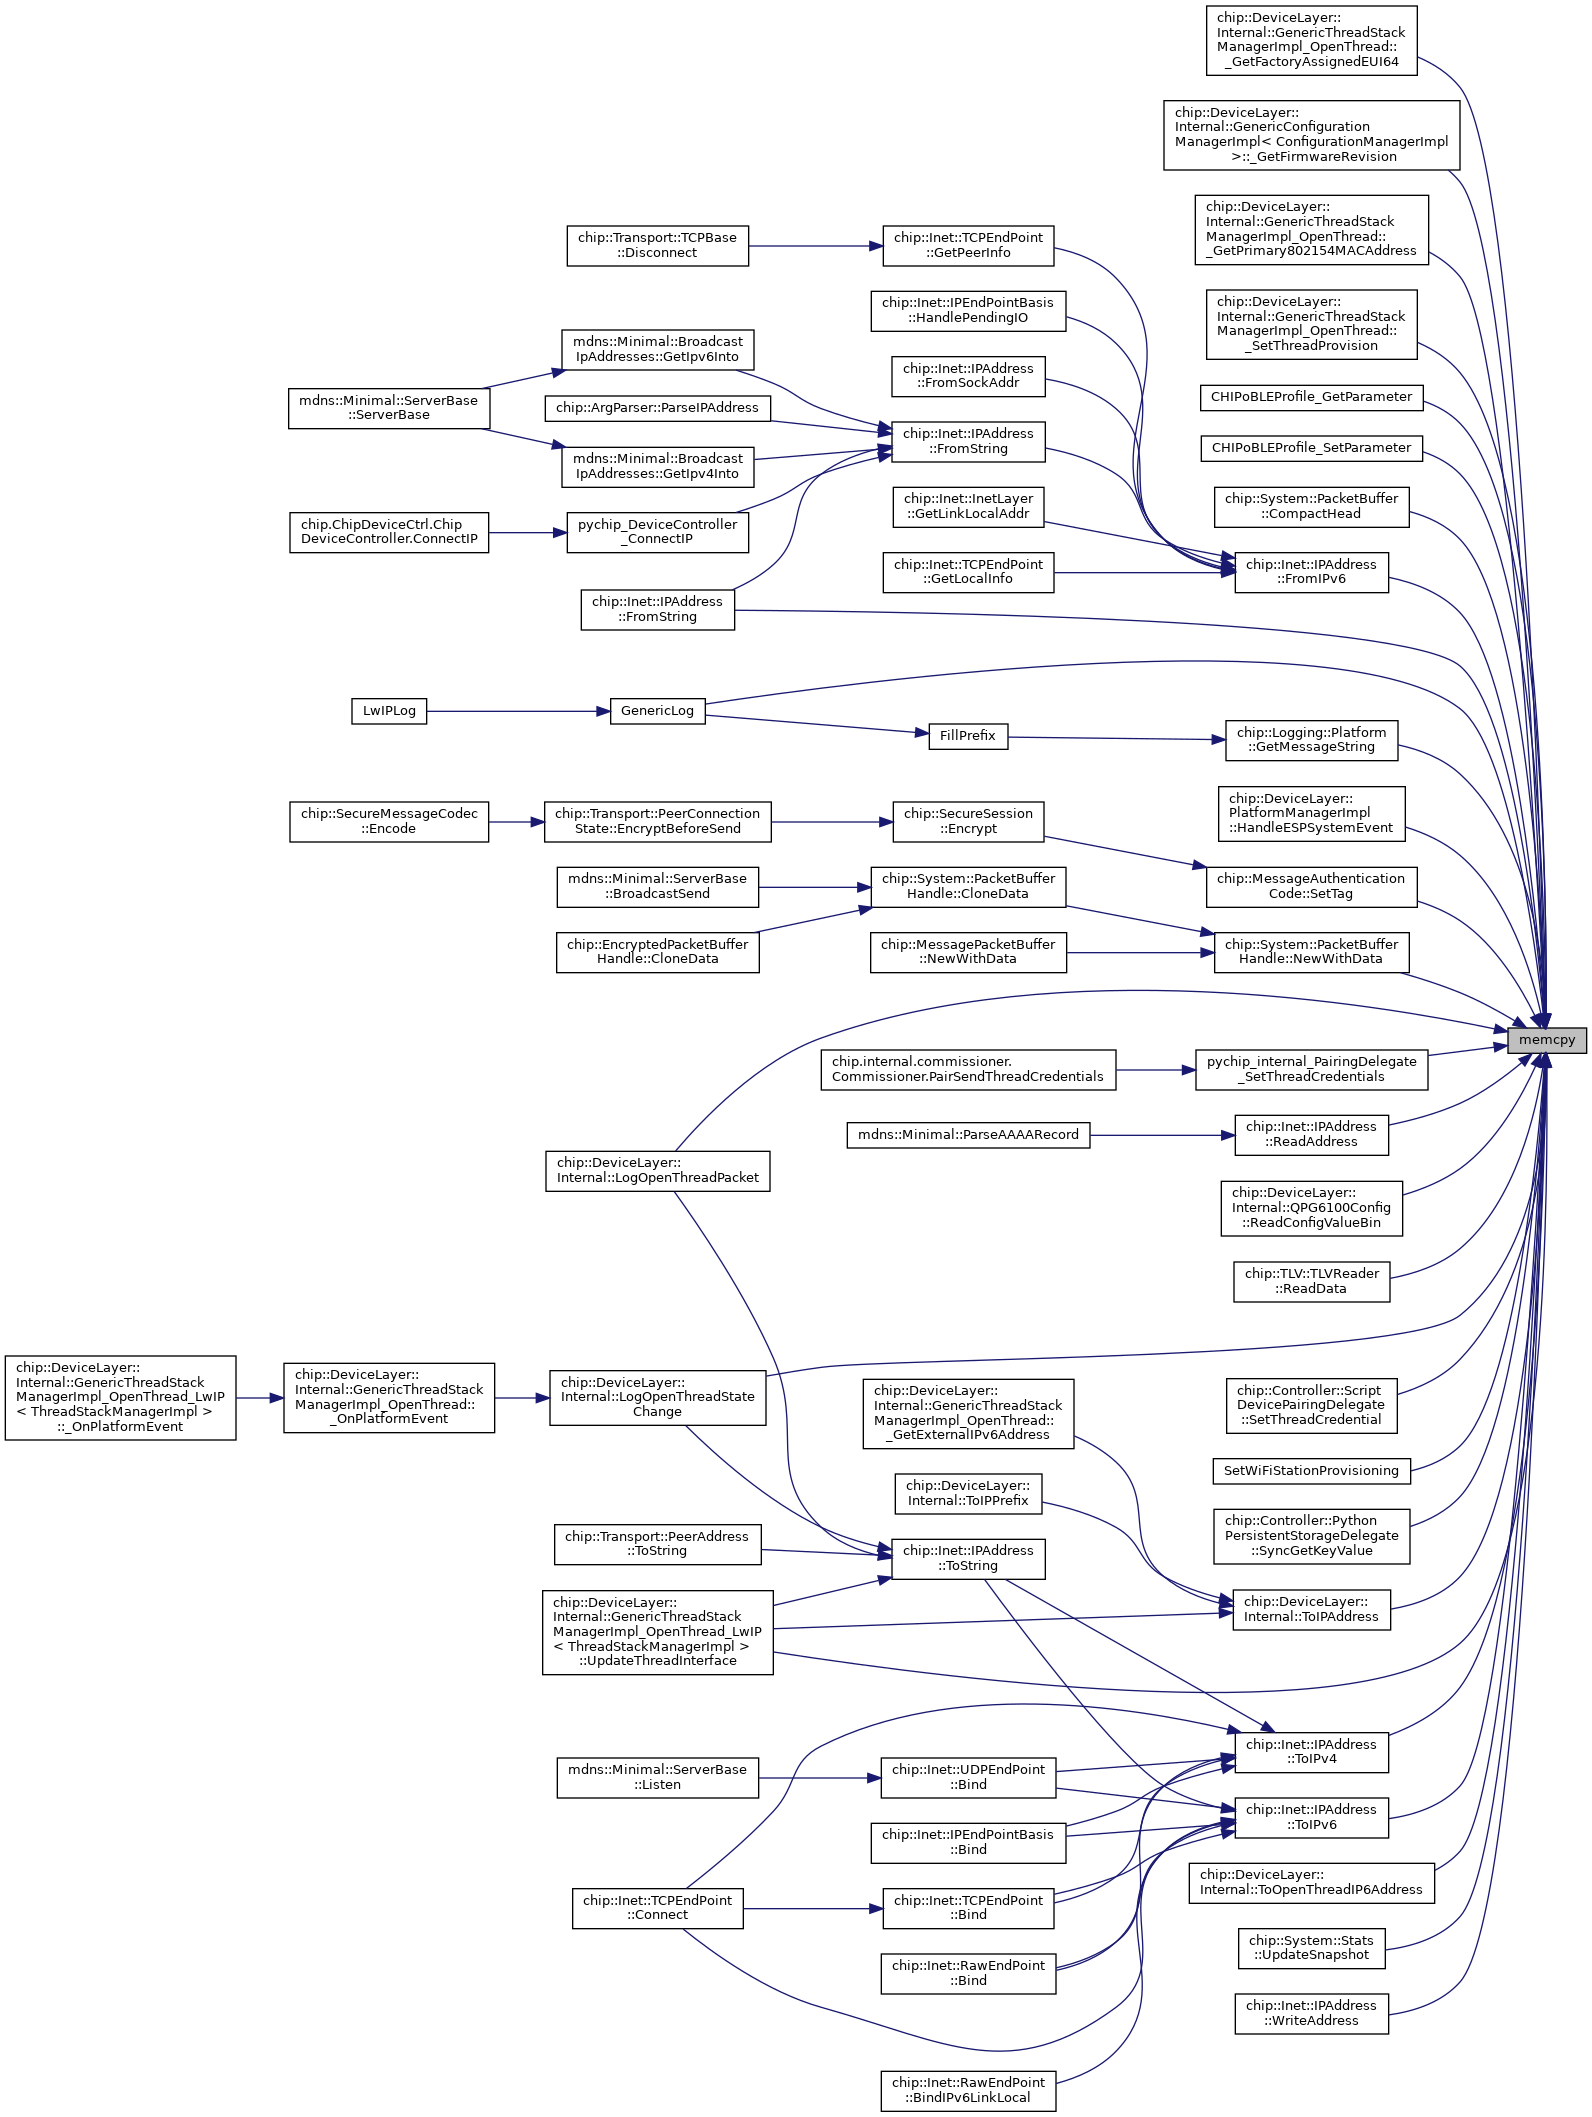 chip::DeviceLayer::
Internal::GenericThreadStack
ManagerImpl_OpenThread::
_GetFactoryAssignedEUI64
chip::DeviceLayer::
Internal::GenericConfiguration
ManagerImpl< ConfigurationManagerImpl
>::_GetFirmwareRevision
chip::DeviceLayer::
Internal::GenericThreadStack
ManagerImpl_OpenThread::
_GetPrimary802154MACAddress
chip::Transport::TCPBase
::Disconnect
chip::Inet::TCPEndPoint
::GetPeerInfo
chip::DeviceLayer::
Internal::GenericThreadStack
ManagerImpl_OpenThread::
_SetThreadProvision
chip::Inet::IPEndPointBasis
::HandlePendingIO
mdns::Minimal::Broadcast
IpAddresses::GetIpv6Into
chip::Inet::IPAddress
::FromSockAddr
CHIPoBLEProfile_GetParameter
mdns::Minimal::ServerBase
::ServerBase
chip::ArgParser::ParseIPAddress
chip::Inet::IPAddress
::FromString
CHIPoBLEProfile_SetParameter
mdns::Minimal::Broadcast
IpAddresses::GetIpv4Into
chip::Inet::InetLayer
::GetLinkLocalAddr
chip::System::PacketBuffer
::CompactHead
chip.ChipDeviceCtrl.Chip
DeviceController.ConnectIP
pychip_DeviceController
_ConnectIP
chip::Inet::TCPEndPoint
::GetLocalInfo
chip::Inet::IPAddress
::FromIPv6
chip::Inet::IPAddress
::FromString
LwIPLog
GenericLog
FillPrefix
chip::Logging::Platform
::GetMessageString
chip::DeviceLayer::
PlatformManagerImpl
::HandleESPSystemEvent
chip::SecureMessageCodec
::Encode
chip::Transport::PeerConnection
State::EncryptBeforeSend
chip::SecureSession
::Encrypt
chip::MessageAuthentication
Code::SetTag
mdns::Minimal::ServerBase
::BroadcastSend
chip::System::PacketBuffer
Handle::CloneData
chip::EncryptedPacketBuffer
Handle::CloneData
chip::MessagePacketBuffer
::NewWithData
chip::System::PacketBuffer
Handle::NewWithData
memcpy
chip.internal.commissioner.
Commissioner.PairSendThreadCredentials
pychip_internal_PairingDelegate
_SetThreadCredentials
mdns::Minimal::ParseAAAARecord
chip::Inet::IPAddress
::ReadAddress
chip::DeviceLayer::
Internal::LogOpenThreadPacket
chip::DeviceLayer::
Internal::QPG6100Config
::ReadConfigValueBin
chip::TLV::TLVReader
::ReadData
chip::DeviceLayer::
Internal::GenericThreadStack
ManagerImpl_OpenThread_LwIP
< ThreadStackManagerImpl >
::_OnPlatformEvent
chip::DeviceLayer::
Internal::GenericThreadStack
ManagerImpl_OpenThread::
_OnPlatformEvent
chip::DeviceLayer::
Internal::LogOpenThreadState
Change
chip::DeviceLayer::
Internal::GenericThreadStack
ManagerImpl_OpenThread::
_GetExternalIPv6Address
chip::Controller::Script
DevicePairingDelegate
::SetThreadCredential
SetWiFiStationProvisioning
chip::DeviceLayer::
Internal::ToIPPrefix
chip::Controller::Python
PersistentStorageDelegate
::SyncGetKeyValue
chip::Transport::PeerAddress
::ToString
chip::Inet::IPAddress
::ToString
chip::DeviceLayer::
Internal::GenericThreadStack
ManagerImpl_OpenThread_LwIP
< ThreadStackManagerImpl >
::UpdateThreadInterface
chip::DeviceLayer::
Internal::ToIPAddress
chip::Inet::IPAddress
::ToIPv4
mdns::Minimal::ServerBase
::Listen
chip::Inet::UDPEndPoint
::Bind
chip::Inet::IPAddress
::ToIPv6
chip::Inet::IPEndPointBasis
::Bind
chip::DeviceLayer::
Internal::ToOpenThreadIP6Address
chip::Inet::TCPEndPoint
::Connect
chip::Inet::TCPEndPoint
::Bind
chip::System::Stats
::UpdateSnapshot
chip::Inet::RawEndPoint
::Bind
chip::Inet::IPAddress
::WriteAddress
chip::Inet::RawEndPoint
::BindIPv6LinkLocal